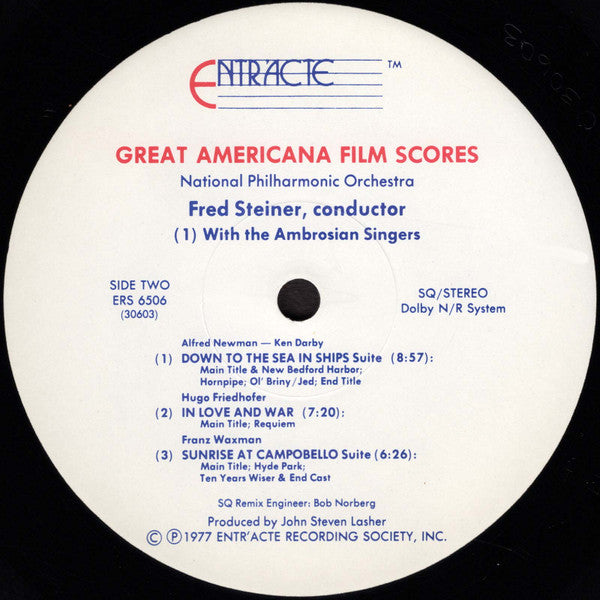 ENTR'ACTE ™
GREAT AMERICANA FILM SCORES
National Philharmonic Orchestra
Fred Steiner, conductor
(1) With the Ambrosian Singers
SIDE TWO
ERS 6506
(30603)
SQ/STEREO
Dolby N/R System
Alfred Newman — Ken Darby
(1) DOWN TO THE SEA IN SHIPS Suite (8:57):
Main Title & New Bedford Harbor;
Hornpipe; Ol' Briny/Jed; End Title
Hugo Friedhofer
(2) IN LOVE AND WAR (7:20):
Main Title; Requiem
Franz Waxman
(3) SUNRISE AT CAMPOBELLO Suite (6:26):
Main Title; Hyde Park;
Ten Years Wiser & End Cast
SQ Remix Engineer: Bob Norberg
Produced by John Steven Lasher
© ℗ 1977 ENTR'ACTE RECORDING SOCIETY, INC.